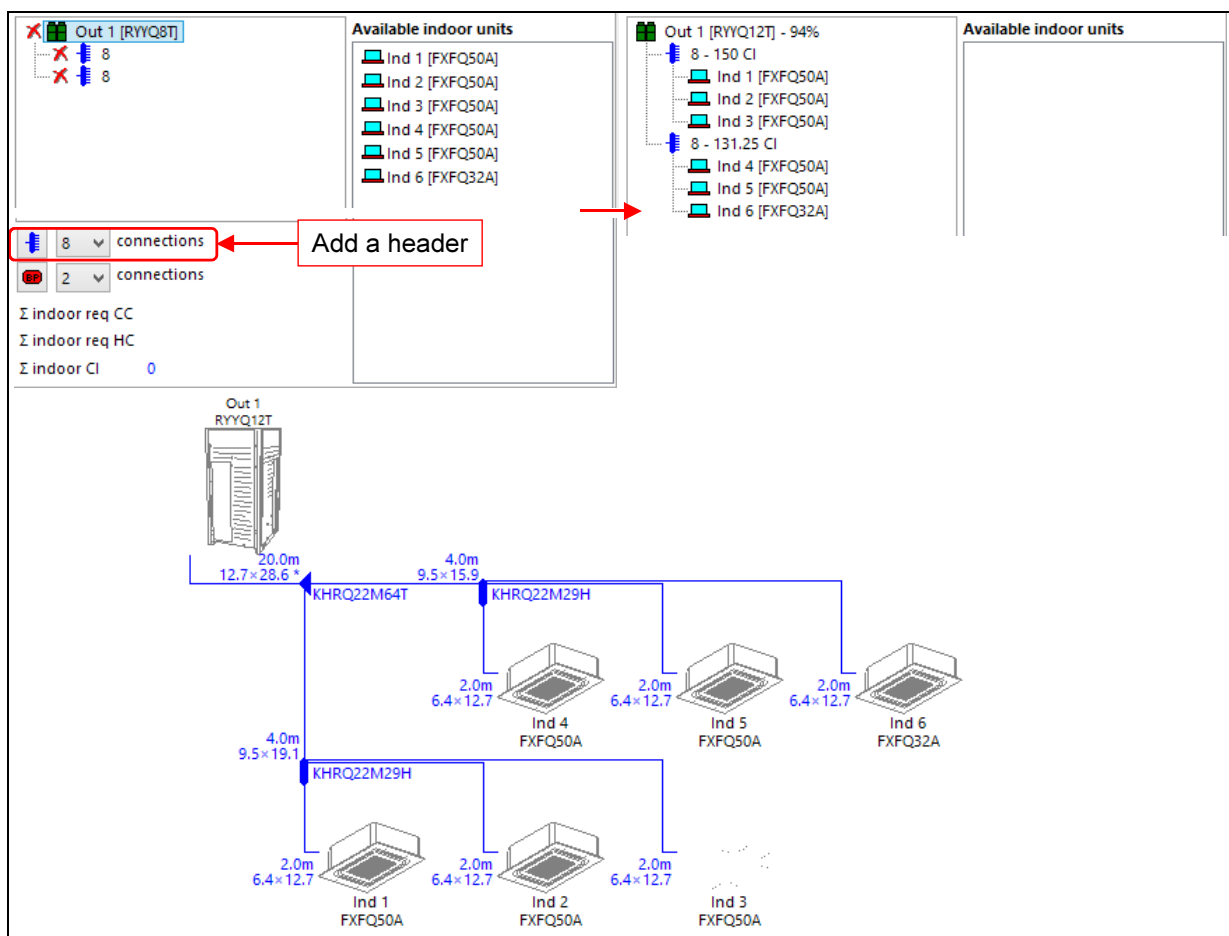 Out 1 [RYYQ8T]
8
8
Available indoor units
Ind 1 [FXFQ50A]
Ind 2 [FXFQ50A]
Ind 3 [FXFQ50A]
Ind 4 [FXFQ50A]
Ind 5 [FXFQ50A]
Ind 6 [FXFQ32A]
8 connections
Add a header
BP 2 connections
Σ indoor req CC
Σ indoor req HC
Σ indoor CI 0
Out 1 [RYYQ12T] - 94%
8 - 150 CI
Ind 1 [FXFQ50A]
Ind 2 [FXFQ50A]
Ind 3 [FXFQ50A]
8 - 131.25 CI
Ind 4 [FXFQ50A]
Ind 5 [FXFQ50A]
Ind 6 [FXFQ32A]
Available indoor units
Out 1
RYYQ12T
20.0m
12.7×28.6 *
KHRQ22M64T
4.0m
9.5×15.9
KHRQ22M29H
2.0m
6.4×12.7
Ind 4
FXFQ50A
2.0m
6.4×12.7
Ind 5
FXFQ50A
2.0m
6.4×12.7
Ind 6
FXFQ32A
4.0m
9.5×19.1
KHRQ22M29H
2.0m
6.4×12.7
Ind 1
FXFQ50A
2.0m
6.4×12.7
Ind 2
FXFQ50A
2.0m
6.4×12.7
Ind 3
FXFQ50A